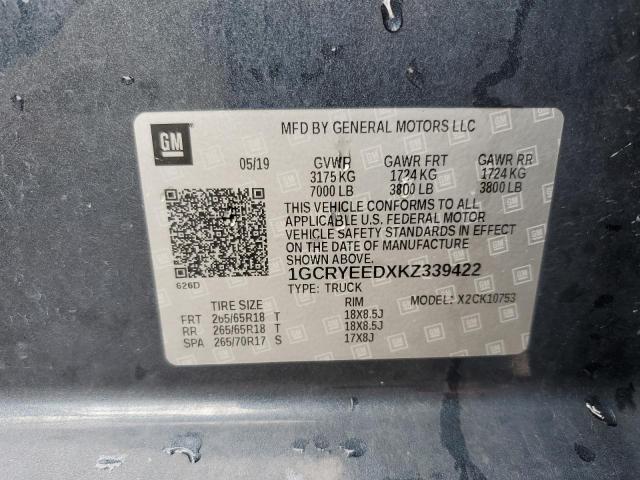 GM
MFD BY GENERAL MOTORS LLC
05/19 GVWR GAWR FRT GAWR RR
3175 KG 1724 KG 1724 KG
7000 LB 3800 LB 3800 LB
THIS VEHICLE CONFORMS TO ALL
APPLICABLE U.S. FEDERAL MOTOR
VEHICLE SAFETY STANDARDS IN EFFECT
ON THE DATE OF MANUFACTURE
SHOWN ABOVE.
626D
1GCRYEEDXKZ339422
TYPE: TRUCK MODEL: X2CK10753
TIRE SIZE RIM
FRT 265/65R18 T 18X8.5J
RR 265/65R18 T 18X8.5J
SPA 265/70R17 S 17X8J